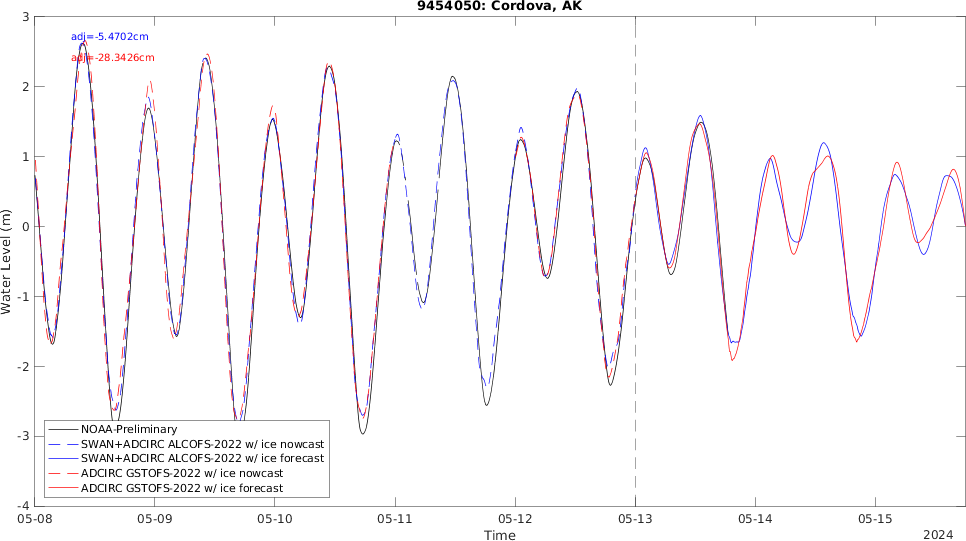 9454050: Cordova, AK
adj=-5.4702cm
adj=-28.3426cm
Water Level (m)
3
2
1
0
-1
-2
-3
-4
NOAA-Preliminary
SWAN+ADCIRC ALCOFS-2022 w/ ice nowcast
SWAN+ADCIRC ALCOFS-2022 w/ ice forecast
ADCIRC GSTOFS-2022 w/ ice nowcast
ADCIRC GSTOFS-2022 w/ ice forecast
05-08 05-09 05-10 05-11 05-12 05-13 05-14 05-15
Time
2024